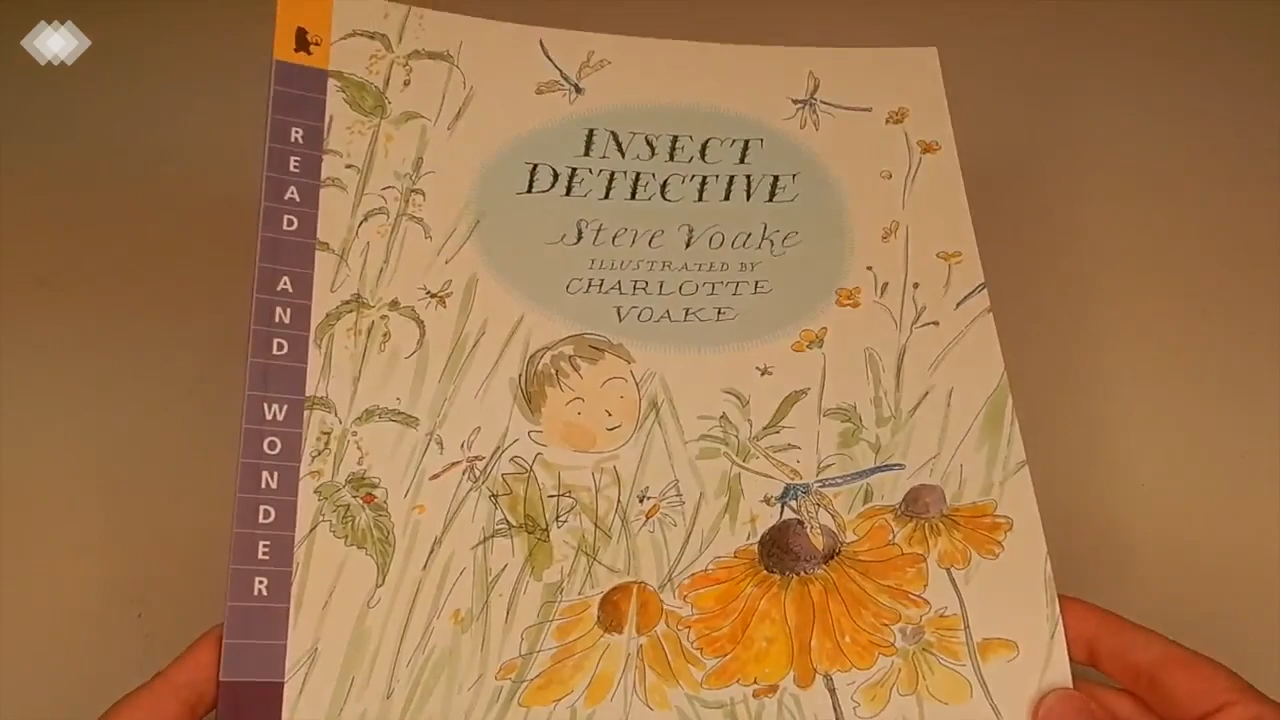 READ AND WONDER
INSECT
DETECTIVE
Steve Voake
ILLUSTRATED BY
CHARLOTTE
VOAKE